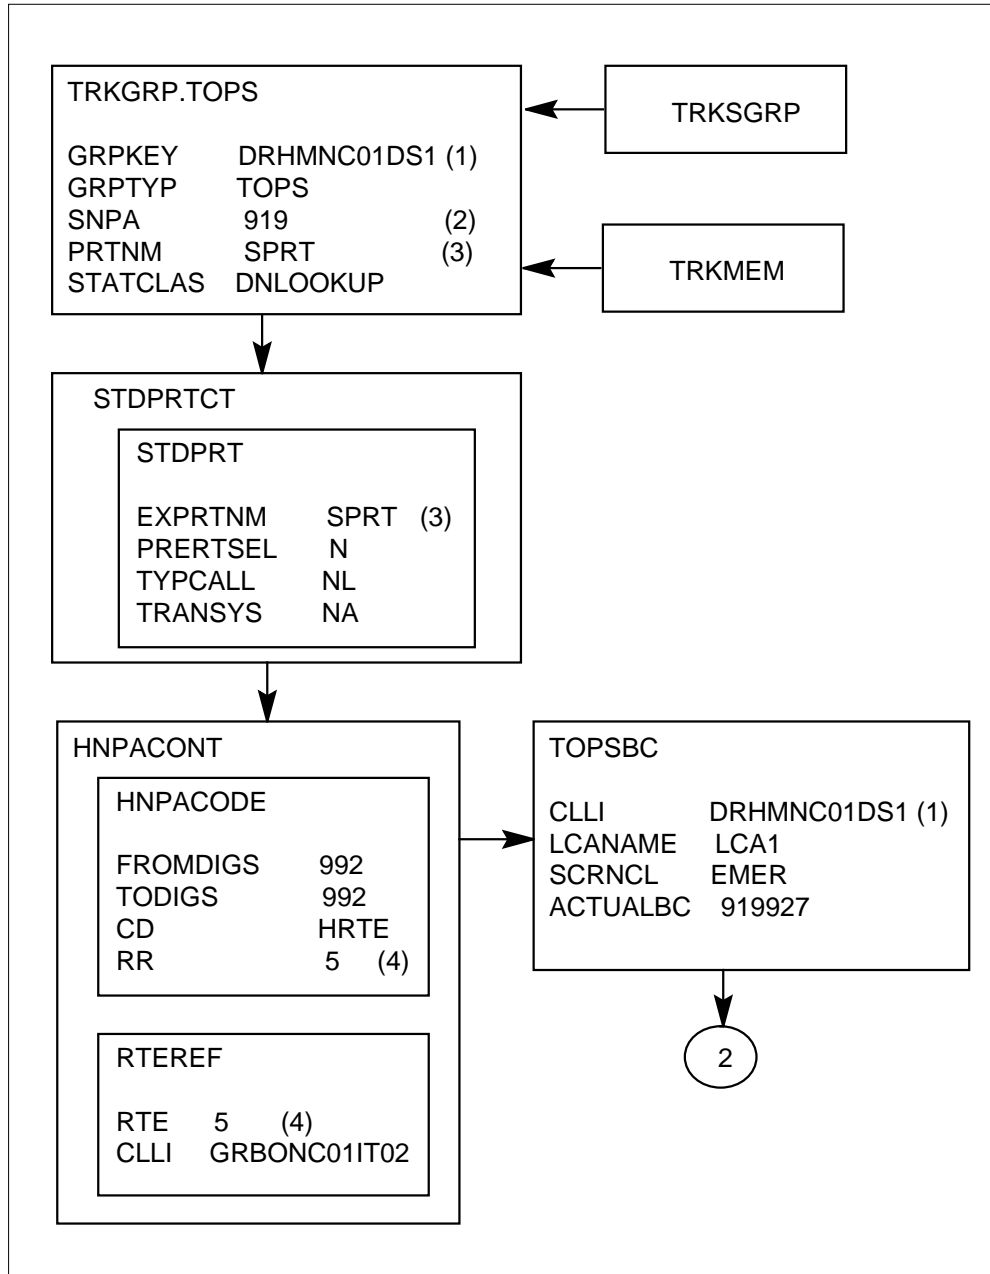 TRKGRP.TOPS
GRPKEY DRHMNC01DS1 (1)
GRPTYP TOPS
SNPA 919 (2)
PRTNM SPRT (3)
STATCLAS DNLOOKUP
TRKSGRP
TRKMEM
STDPRTCT
STDPRT
EXPRTNM SPRT (3)
PRERTSEL N
TYPCALL NL
TRANSYS NA
HNPACONT
HNPACODE
FROMDIGS 992
TODIGS 992
CD HRTE
RR 5 (4)
RTEREF
RTE 5 (4)
CLLI GRBONC01IT02
TOPSBC
CLLI DRHMNC01DS1 (1)
LCANAME LCA1
SCRNCL EMER
ACTUALBC 919927
2